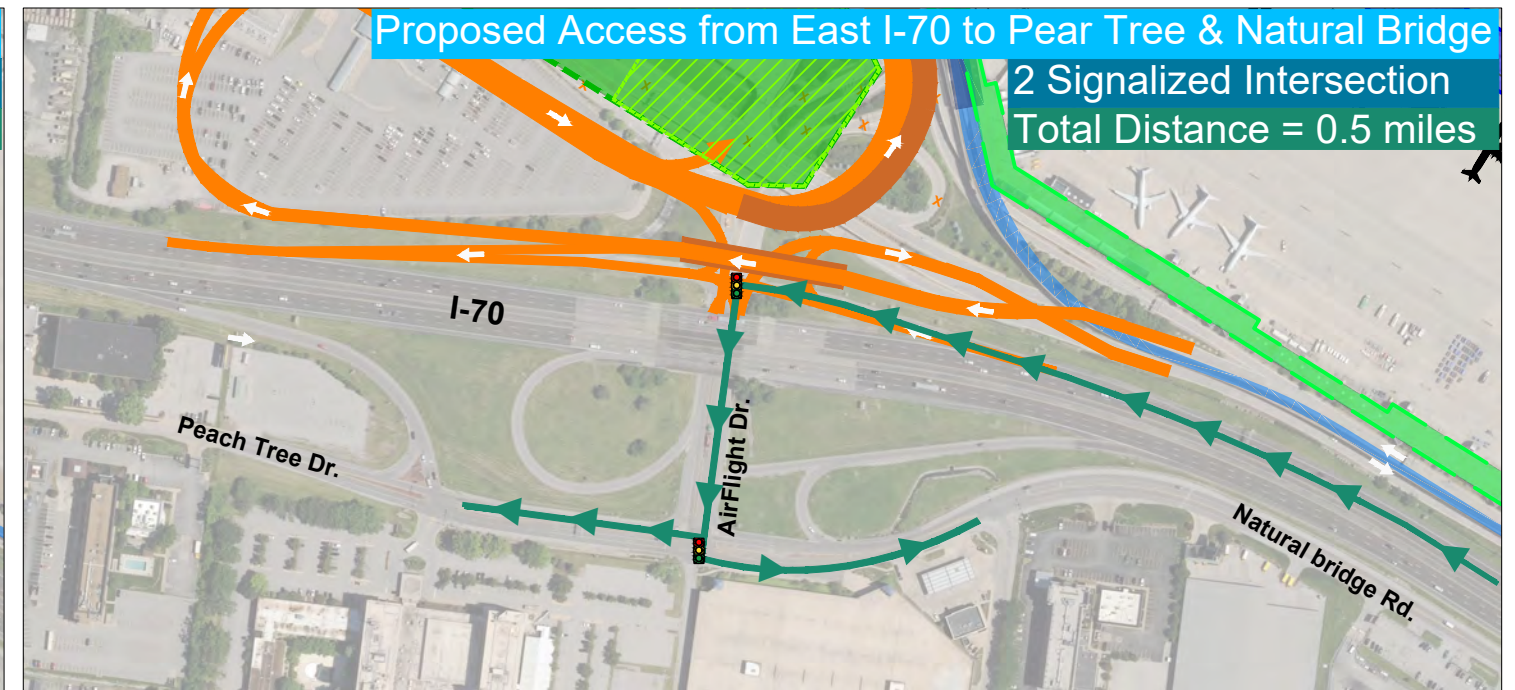 Proposed Access from East I-70 to Pear Tree & Natural Bridge
2 Signalized Intersection
Total Distance = 0.5 miles
I-70
Peach Tree Dr.
AirFlight Dr.
Natural bridge Rd.